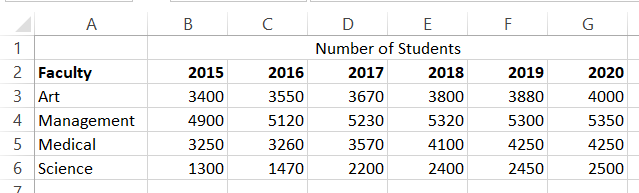 A B C D E F G
1 Number of Students
2 Faculty 2015 2016 2017 2018 2019 2020
3 Art 3400 3550 3670 3800 3880 4000
4 Management 4900 5120 5230 5320 5300 5350
5 Medical 3250 3260 3570 4100 4250 4250
6 Science 1300 1470 2200 2400 2450 2500